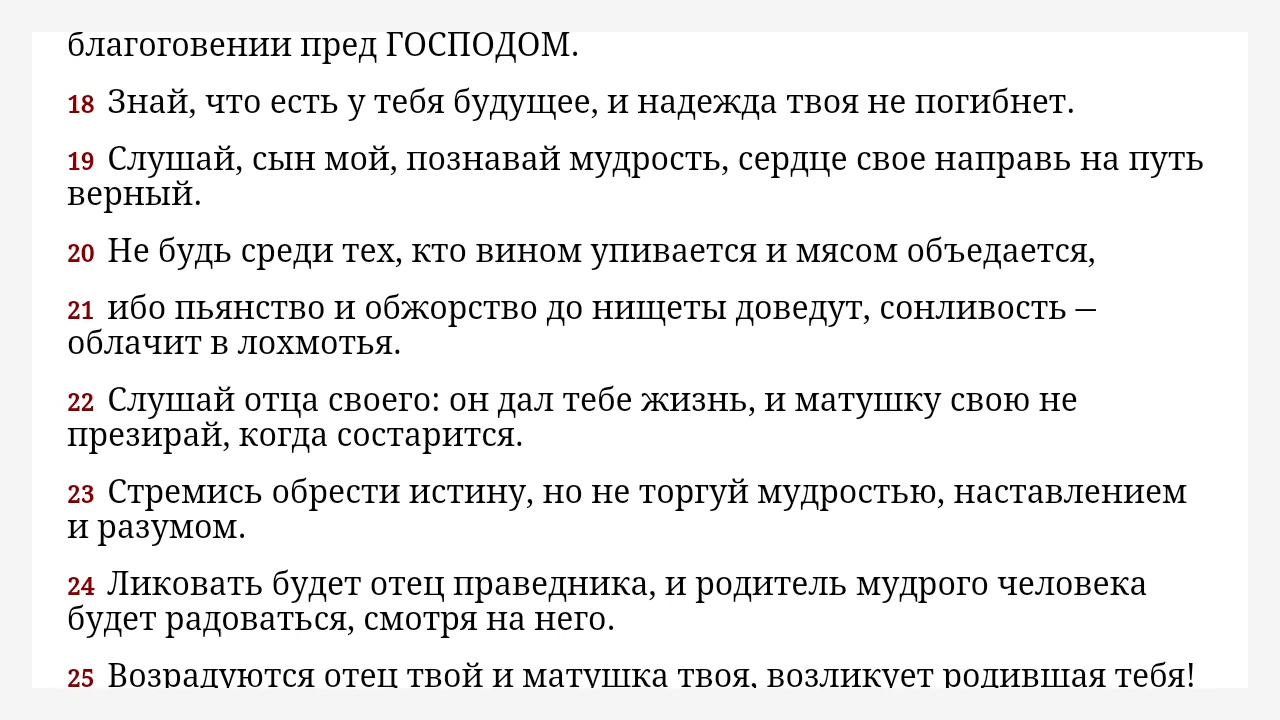 благоговении пред ГОСПОДОМ.
18 Знай, что есть у тебя будущее, и надежда твоя не погибнет.
19 Слушай, сын мой, познавай мудрость, сердце свое направь на путь
верный.
20 Не будь среди тех, кто вином упивается и мясом объедается,
21 ибо пьянство и обжорство до нищеты доведут, сонливость —
облачит в лохмотья.
22 Слушай отца своего: он дал тебе жизнь, и матушку свою не
презирай, когда состарится.
23 Стремись обрести истину, но не торгуй мудростью, наставлением
и разумом.
24 Ликовать будет отец праведника, и родитель мудрого человека
будет радоваться, смотря на него.
25 Возрадуются отец твой и матушка твоя, возликует родившая тебя!